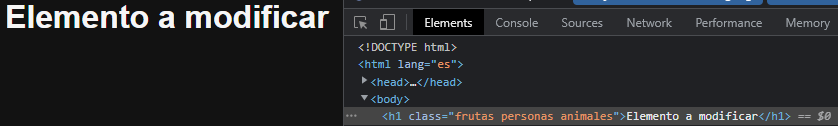 Elemento a modificar
Elements Console Sources Network Performance Memory
<!DOCTYPE html>
<html lang="es">
<head>…</head>
<body>
<h1 class="frutas personas animales">Elemento a modificar</h1> == $0